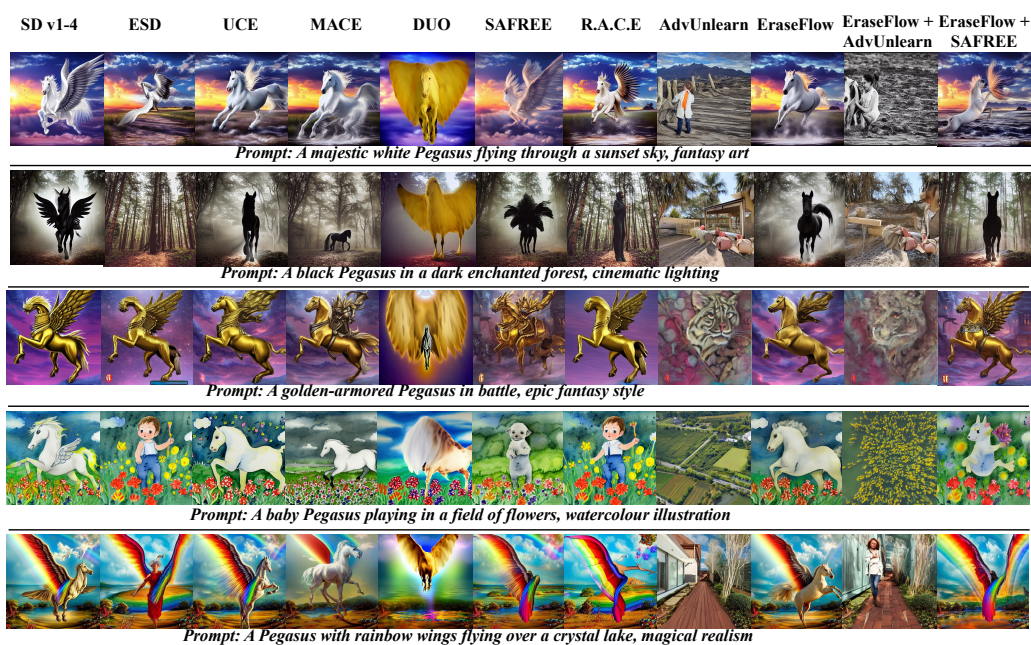 SD v1-4 ESD UCE MACE DUO SAFREE R.A.C.E AdvUnlearn EraseFlow EraseFlow + AdvUnlearn EraseFlow + SAFREE
Prompt: A majestic white Pegasus flying through a sunset sky, fantasy art
Prompt: A black Pegasus in a dark enchanted forest, cinematic lighting
Prompt: A golden-armored Pegasus in battle, epic fantasy style
Prompt: A baby Pegasus playing in a field of flowers, watercolour illustration
Prompt: A Pegasus with rainbow wings flying over a crystal lake, magical realism